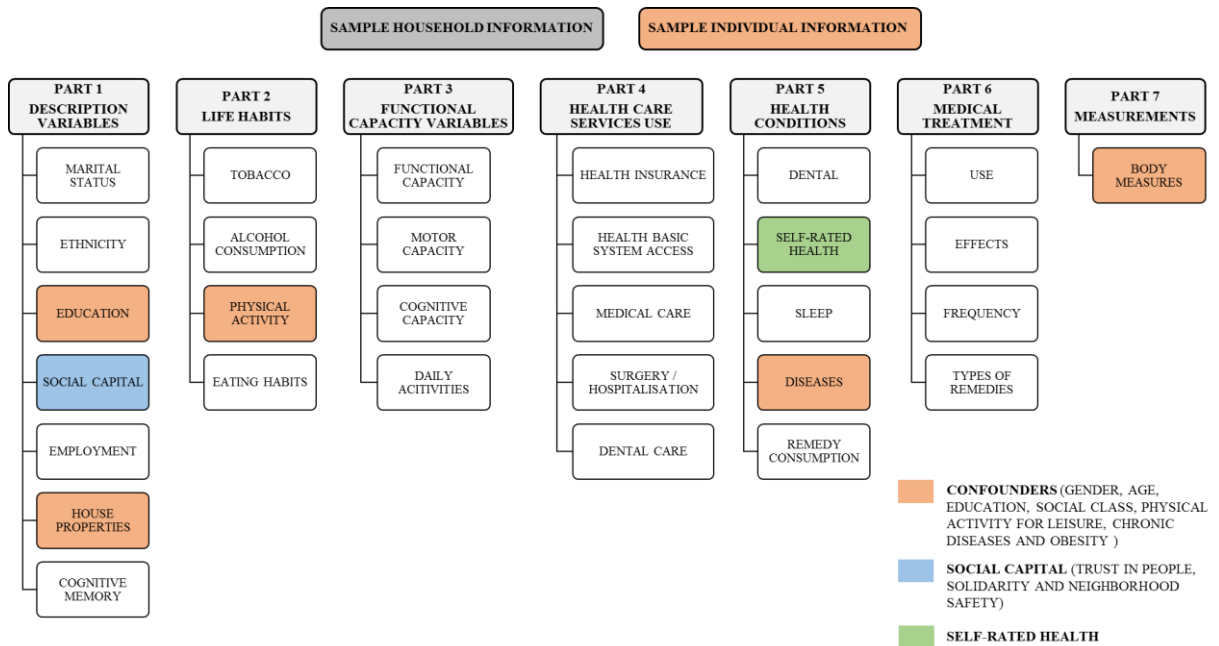 SAMPLE HOUSEHOLD INFORMATION
SAMPLE INDIVIDUAL INFORMATION
PART 1
DESCRIPTION
VARIABLES
MARITAL
STATUS
ETHNICITY
EDUCATION
SOCIAL CAPITAL
EMPLOYMENT
HOUSE
PROPERTIES
COGNITIVE
MEMORY
PART 2
LIFE HABITS
TOBACCO
ALCOHOL
CONSUMPTION
PHYSICAL
ACTIVITY
EATING HABITS
PART 3
FUNCTIONAL
CAPACITY VARIABLES
FUNCTIONAL
CAPACITY
MOTOR
CAPACITY
COGNITIVE
CAPACITY
DAILY
ACITIVITIES
PART 4
HEALTH CARE
SERVICES USE
HEALTH INSURANCE
HEALTH BASIC
SYSTEM ACCESS
MEDICAL CARE
SURGERY /
HOSPITALISATION
DENTAL CARE
PART 5
HEALTH
CONDITIONS
DENTAL
SELF-RATED
HEALTH
SLEEP
DISEASES
REMEDY
CONSUMPTION
PART 6
MEDICAL
TREATMENT
USE
EFFECTS
FREQUENCY
TYPES OF
REMEDIES
PART 7
MEASUREMENTS
BODY
MEASURES
CONFOUNDERS (GENDER, AGE,
EDUCATION, SOCIAL CLASS, PHYSICAL
ACTIVITY FOR LEISURE, CHRONIC
DISEASES AND OBESITY )
SOCIAL CAPITAL (TRUST IN PEOPLE,
SOLIDARITY AND NEIGHBORHOOD
SAFETY)
SELF-RATED HEALTH